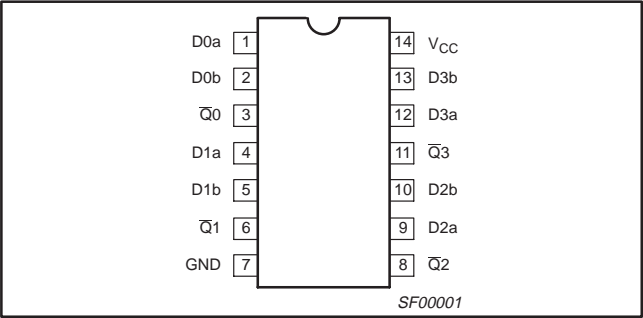 D0a 1 14 VCC
D0b 2 13 D3b
Q̅0 3 12 D3a
D1a 4 11 Q̅3
D1b 5 10 D2b
Q̅1 6 9 D2a
GND 7 8 Q̅2
SF00001